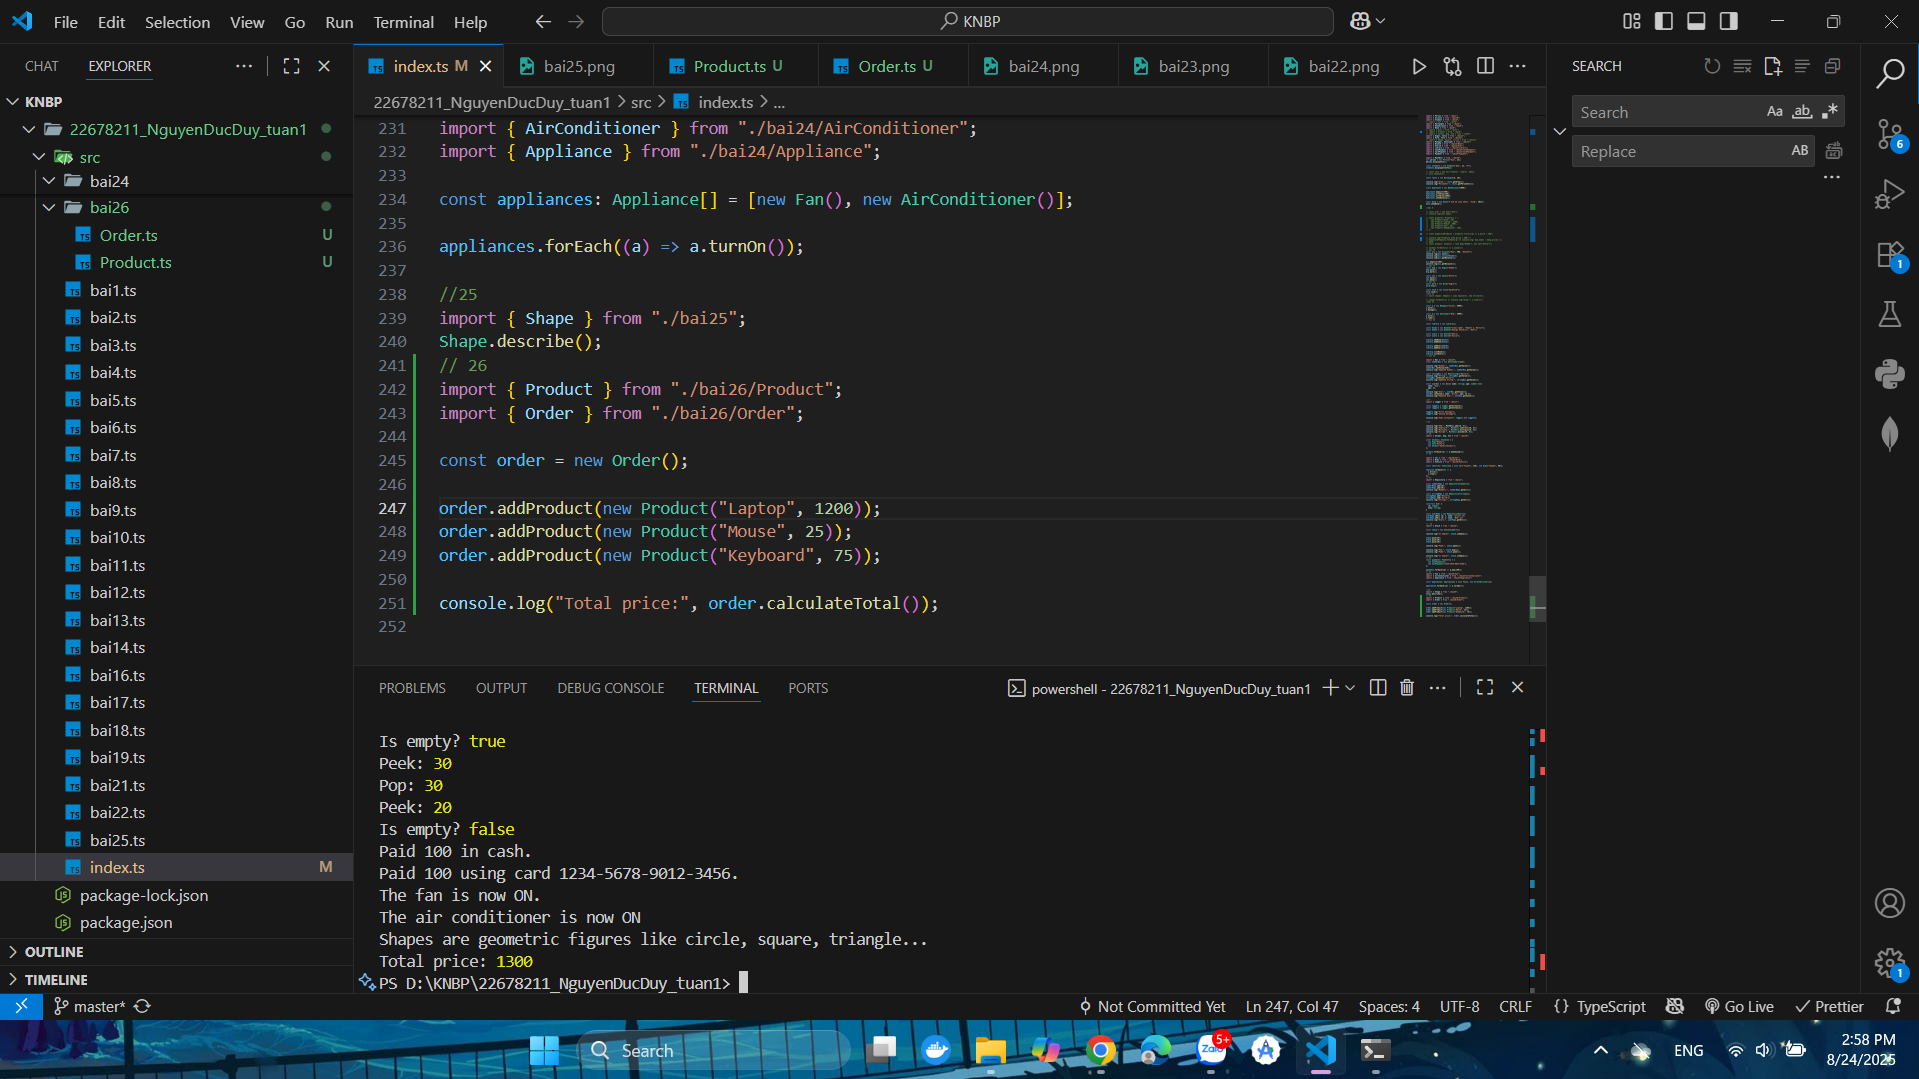 File Edit Selection View Go Run Terminal Help
KNBP
CHAT EXPLORER
index.ts M
bai25.png
Product.ts U
Order.ts U
bai24.png
bai23.png
bai22.png
SEARCH
KNBP
22678211_NguyenDucDuy_tuan1
src
bai24
bai26
Order.ts U
Product.ts U
bai1.ts
bai2.ts
bai3.ts
bai4.ts
bai5.ts
bai6.ts
bai7.ts
bai8.ts
bai9.ts
bai10.ts
bai11.ts
bai12.ts
bai13.ts
bai14.ts
bai16.ts
bai17.ts
bai18.ts
bai19.ts
bai21.ts
bai22.ts
bai25.ts
index.ts M
package-lock.json
package.json
OUTLINE
TIMELINE
22678211_NguyenDucDuy_tuan1 > src > index.ts > ...
231 import { AirConditioner } from "./bai24/AirConditioner";
232 import { Appliance } from "./bai24/Appliance";
233
234 const appliances: Appliance[] = [new Fan(), new AirConditioner()];
235
236 appliances.forEach((a) => a.turnOn());
237
238 //25
239 import { Shape } from "./bai25";
240 Shape.describe();
241 // 26
242 import { Product } from "./bai26/Product";
243 import { Order } from "./bai26/Order";
244
245 const order = new Order();
246
247 order.addProduct(new Product("Laptop", 1200));
248 order.addProduct(new Product("Mouse", 25));
249 order.addProduct(new Product("Keyboard", 75));
250
251 console.log("Total price:", order.calculateTotal());
252
Search Aa ab .*
Replace AB
6
1
1
PROBLEMS OUTPUT DEBUG CONSOLE TERMINAL PORTS
powershell - 22678211_NguyenDucDuy_tuan1
Is empty? true
Peek: 30
Pop: 30
Peek: 20
Is empty? false
Paid 100 in cash.
Paid 100 using card 1234-5678-9012-3456.
The fan is now ON.
The air conditioner is now ON
Shapes are geometric figures like circle, square, triangle...
Total price: 1300
PS D:\KNBP\22678211_NguyenDucDuy_tuan1>
master* Not Committed Yet Ln 247, Col 47 Spaces: 4 UTF-8 CRLF {} TypeScript Go Live Prettier
Search
Zalo 5+
ENG
2:58 PM
8/24/2025